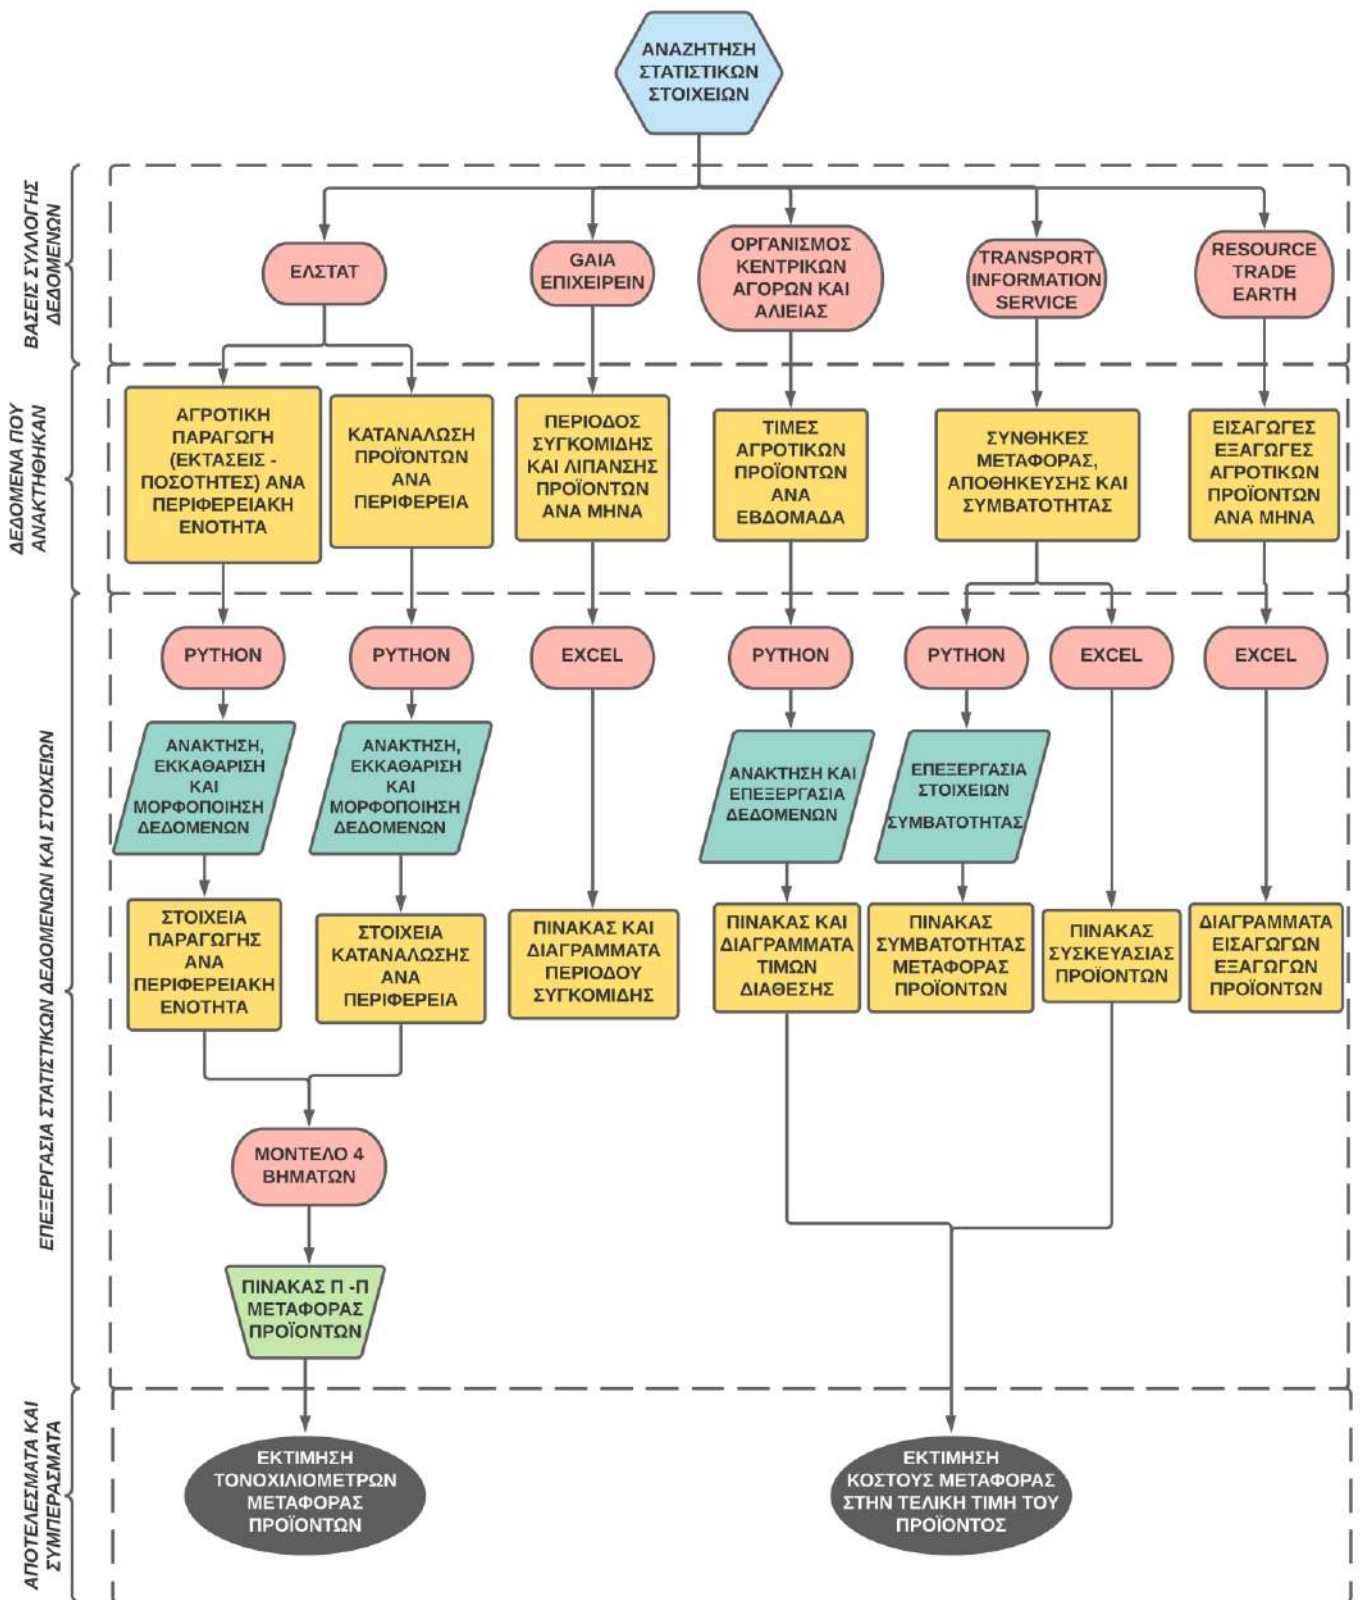 ΑΝΑΖΗΤΗΣΗ
ΣΤΑΤΙΣΤΙΚΩΝ
ΣΤΟΙΧΕΙΩΝ
ΒΑΣΕΙΣ ΣΥΛΛΟΓΗΣ
ΔΕΔΟΜΕΝΩΝ
ΕΛΣΤΑΤ
GAIA
ΕΠΙΧΕΙΡΕΙΝ
ΟΡΓΑΝΙΣΜΟΣ
ΚΕΝΤΡΙΚΩΝ
ΑΓΟΡΩΝ ΚΑΙ
ΑΛΙΕΙΑΣ
TRANSPORT
INFORMATION
SERVICE
RESOURCE
TRADE
EARTH
ΔΕΔΟΜΕΝΑ ΠΟΥ
ΑΝΑΚΤΗΘΗΚΑΝ
ΑΓΡΟΤΙΚΗ
ΠΑΡΑΓΩΓΗ
(ΕΚΤΑΣΕΙΣ -
ΠΟΣΟΤΗΤΕΣ) ΑΝΑ
ΠΕΡΙΦΕΡΕΙΑΚΗ
ΕΝΟΤΗΤΑ
ΚΑΤΑΝΑΛΩΣΗ
ΠΡΟΪΟΝΤΩΝ
ΑΝΑ
ΠΕΡΙΦΕΡΕΙΑ
ΠΕΡΙΟΔΟΣ
ΣΥΓΚΟΜΙΔΗΣ
ΚΑΙ ΛΙΠΑΝΣΗΣ
ΠΡΟΪΟΝΤΩΝ
ΑΝΑ ΜΗΝΑ
ΤΙΜΕΣ
ΑΓΡΟΤΙΚΩΝ
ΠΡΟΪΟΝΤΩΝ
ΑΝΑ
ΕΒΔΟΜΑΔΑ
ΣΥΝΘΗΚΕΣ
ΜΕΤΑΦΟΡΑΣ,
ΑΠΟΘΗΚΕΥΣΗΣ ΚΑΙ
ΣΥΜΒΑΤΟΤΗΤΑΣ
ΕΙΣΑΓΩΓΕΣ
ΕΞΑΓΩΓΕΣ
ΑΓΡΟΤΙΚΩΝ
ΠΡΟΪΟΝΤΩΝ
ΑΝΑ ΜΗΝΑ
ΕΠΕΞΕΡΓΑΣΙΑ ΣΤΑΤΙΣΤΙΚΩΝ ΔΕΔΟΜΕΝΩΝ ΚΑΙ ΣΤΟΙΧΕΙΩΝ
PYTHON
PYTHON
EXCEL
PYTHON
PYTHON
EXCEL
EXCEL
ΑΝΑΚΤΗΣΗ,
ΕΚΚΑΘΑΡΙΣΗ
ΚΑΙ
ΜΟΡΦΟΠΟΙΗΣΗ
ΔΕΔΟΜΕΝΩΝ
ΑΝΑΚΤΗΣΗ,
ΕΚΚΑΘΑΡΙΣΗ
ΚΑΙ
ΜΟΡΦΟΠΟΙΗΣΗ
ΔΕΔΟΜΕΝΩΝ
ΑΝΑΚΤΗΣΗ ΚΑΙ
ΕΠΕΞΕΡΓΑΣΙΑ
ΔΕΔΟΜΕΝΩΝ
ΕΠΕΞΕΡΓΑΣΙΑ
ΣΤΟΙΧΕΙΩΝ
ΣΥΜΒΑΤΟΤΗΤΑΣ
ΣΤΟΙΧΕΙΑ
ΠΑΡΑΓΩΓΗΣ
ΑΝΑ
ΠΕΡΙΦΕΡΕΙΑΚΗ
ΕΝΟΤΗΤΑ
ΣΤΟΙΧΕΙΑ
ΚΑΤΑΝΑΛΩΣΗΣ
ΑΝΑ
ΠΕΡΙΦΕΡΕΙΑ
ΠΙΝΑΚΑΣ ΚΑΙ
ΔΙΑΓΡΑΜΜΑΤΑ
ΠΕΡΙΟΔΟΥ
ΣΥΓΚΟΜΙΔΗΣ
ΠΙΝΑΚΑΣ ΚΑΙ
ΔΙΑΓΡΑΜΜΑΤΑ
ΤΙΜΩΝ
ΔΙΑΘΕΣΗΣ
ΠΙΝΑΚΑΣ
ΣΥΜΒΑΤΟΤΗΤΑΣ
ΜΕΤΑΦΟΡΑΣ
ΠΡΟΪΟΝΤΩΝ
ΠΙΝΑΚΑΣ
ΣΥΣΚΕΥΑΣΙΑΣ
ΠΡΟΪΟΝΤΩΝ
ΔΙΑΓΡΑΜΜΑΤΑ
ΕΙΣΑΓΩΓΩΝ
ΕΞΑΓΩΓΩΝ
ΠΡΟΪΟΝΤΩΝ
ΜΟΝΤΕΛΟ 4
ΒΗΜΑΤΩΝ
ΠΙΝΑΚΑΣ Π -Π
ΜΕΤΑΦΟΡΑΣ
ΠΡΟΪΟΝΤΩΝ
ΑΠΟΤΕΛΕΣΜΑΤΑ ΚΑΙ
ΣΥΜΠΕΡΑΣΜΑΤΑ
ΕΚΤΙΜΗΣΗ
ΤΟΝΟΧΙΛΙΟΜΕΤΡΩΝ
ΜΕΤΑΦΟΡΑΣ
ΠΡΟΪΟΝΤΩΝ
ΕΚΤΙΜΗΣΗ
ΚΟΣΤΟΥΣ ΜΕΤΑΦΟΡΑΣ
ΣΤΗΝ ΤΕΛΙΚΗ ΤΙΜΗ ΤΟΥ
ΠΡΟΪΟΝΤΟΣ